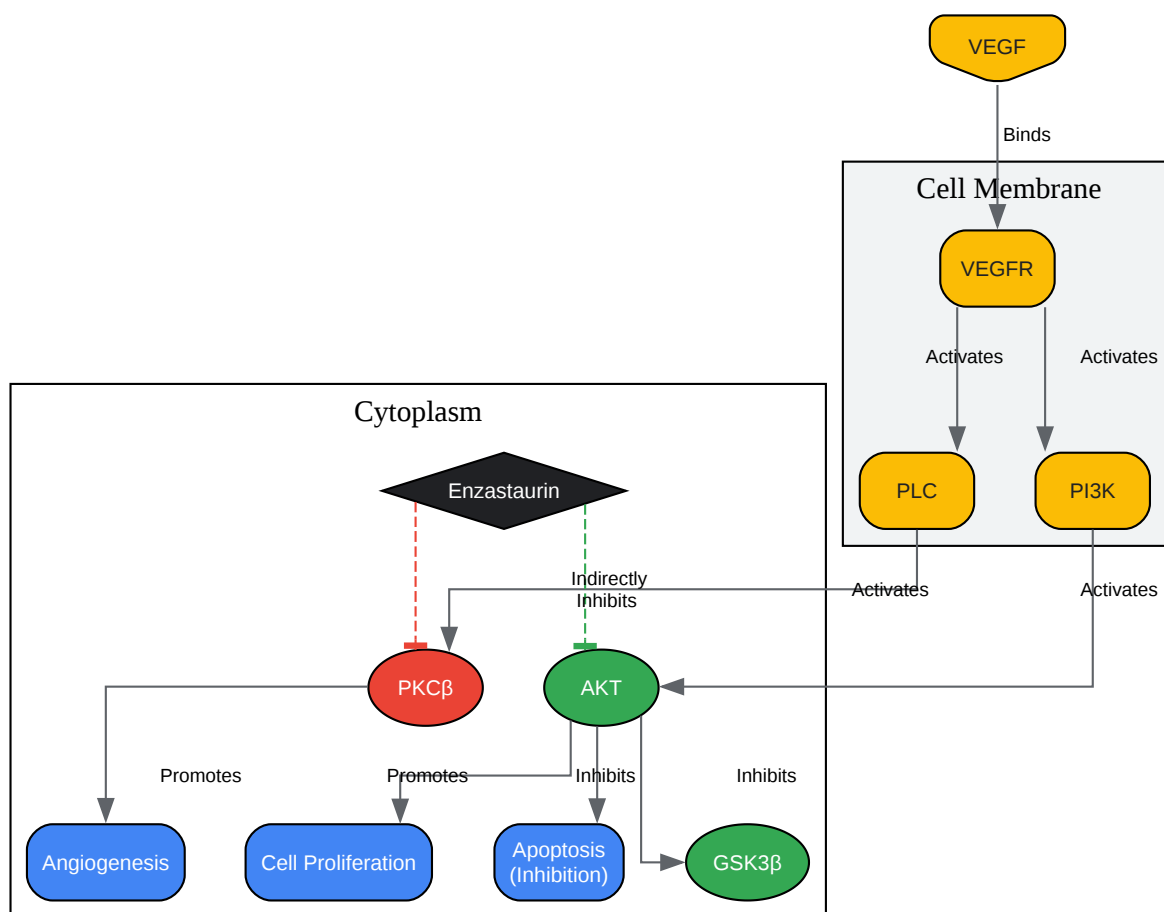 VEGF
Binds
Cell Membrane
VEGFR
Activates
Activates
Cytoplasm
Enzastaurin
PLC
PI3K
Indirectly
Inhibits
Activates
Activates
PKCβ
AKT
Promotes
Promotes
Inhibits
Inhibits
Angiogenesis
Cell Proliferation
Apoptosis
(Inhibition)
GSK3β